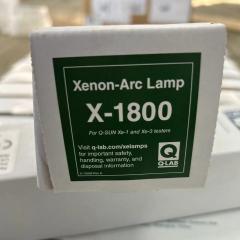 Xenon-Arc Lamp
X-1800
For Q-SUN Xe-1 and Xe-3 testers
Visit q-lab.com/xelamps
for important safety,
handling, warranty, and
disposal information
Q
Q-LAB